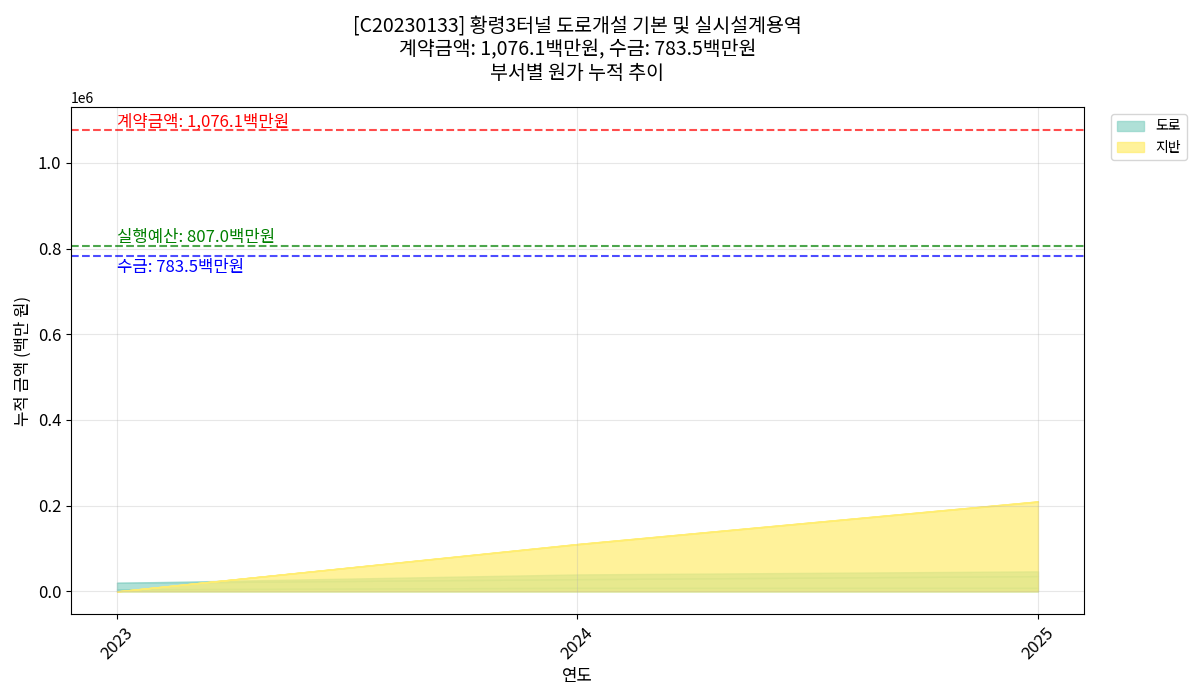 [C20230133] 황령3터널 도로개설 기본 및 실시설계용역
계약금액: 1,076.1백만원, 수금: 783.5백만원
부서별 원가 누적 추이
1e6
계약금액: 1,076.1백만원
도로
지반
1.0
실행예산: 807.0백만원
0.8
수금: 783.5백만원
누적 금액 (백만 원)
0.6
0.4
0.2
0.0
2023
2024
2025
연도